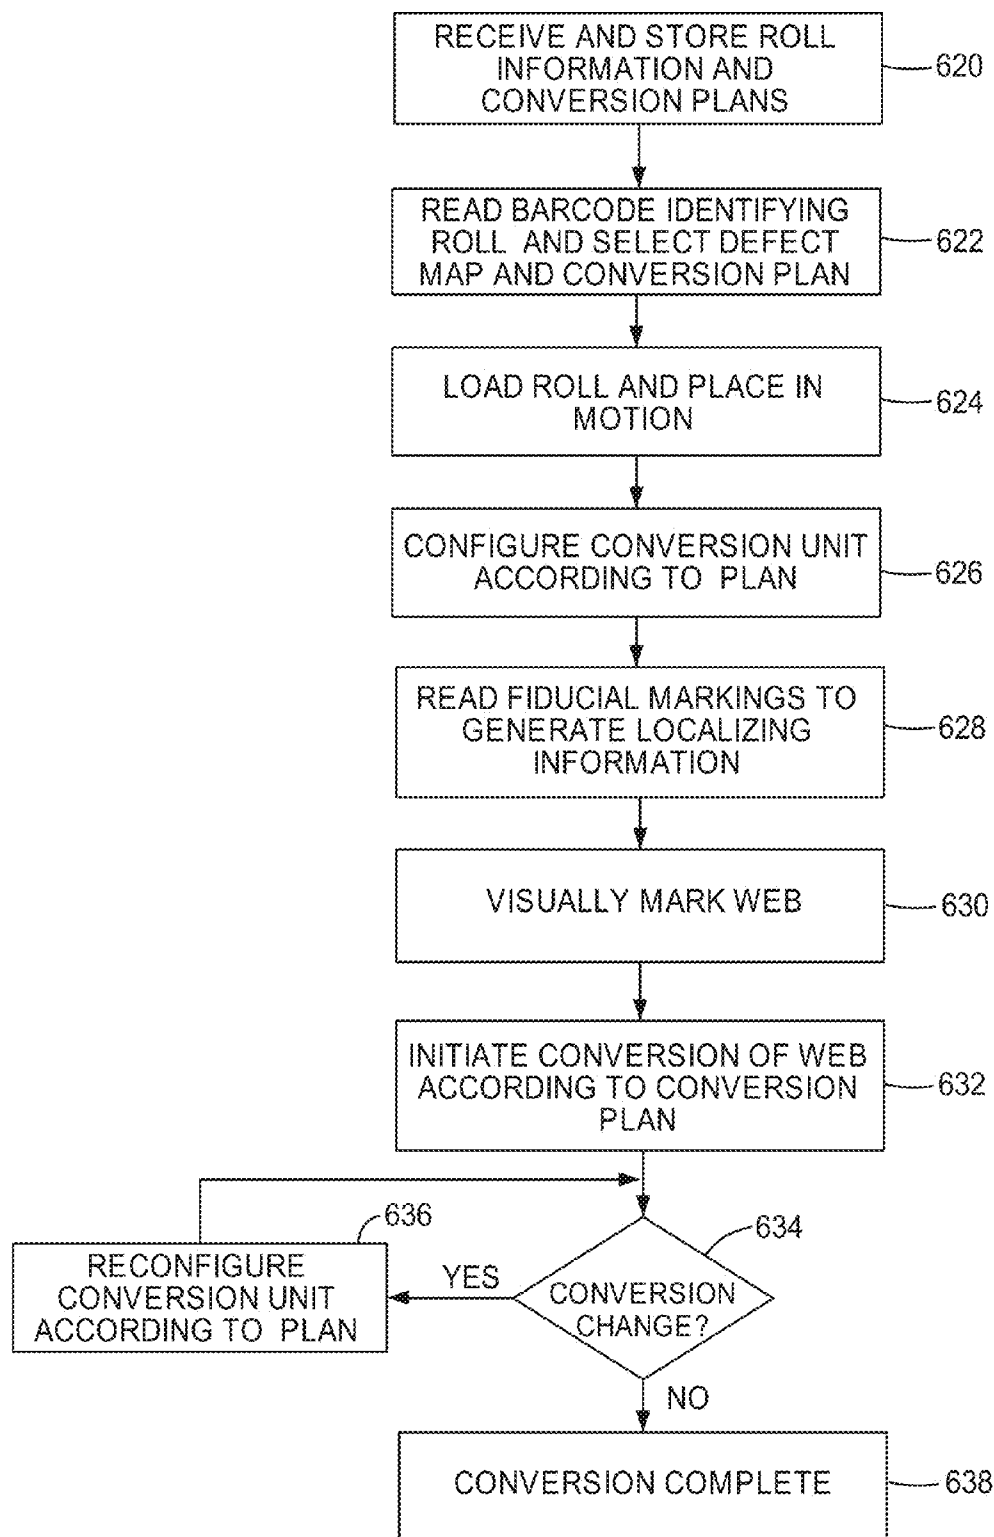 RECEIVE AND STORE ROLL
INFORMATION AND
CONVERSION PLANS
620
READ BARCODE IDENTIFYING
ROLL AND SELECT DEFECT
MAP AND CONVERSION PLAN
622
LOAD ROLL AND PLACE IN
MOTION
624
CONFIGURE CONVERSION UNIT
ACCORDING TO PLAN
626
READ FIDUCIAL MARKINGS TO
GENERATE LOCALIZING
INFORMATION
628
VISUALLY MARK WEB
630
INITIATE CONVERSION OF WEB
ACCORDING TO CONVERSION
PLAN
632
636
RECONFIGURE
CONVERSION UNIT
ACCORDING TO PLAN
YES
634
CONVERSION
CHANGE?
NO
CONVERSION COMPLETE
638